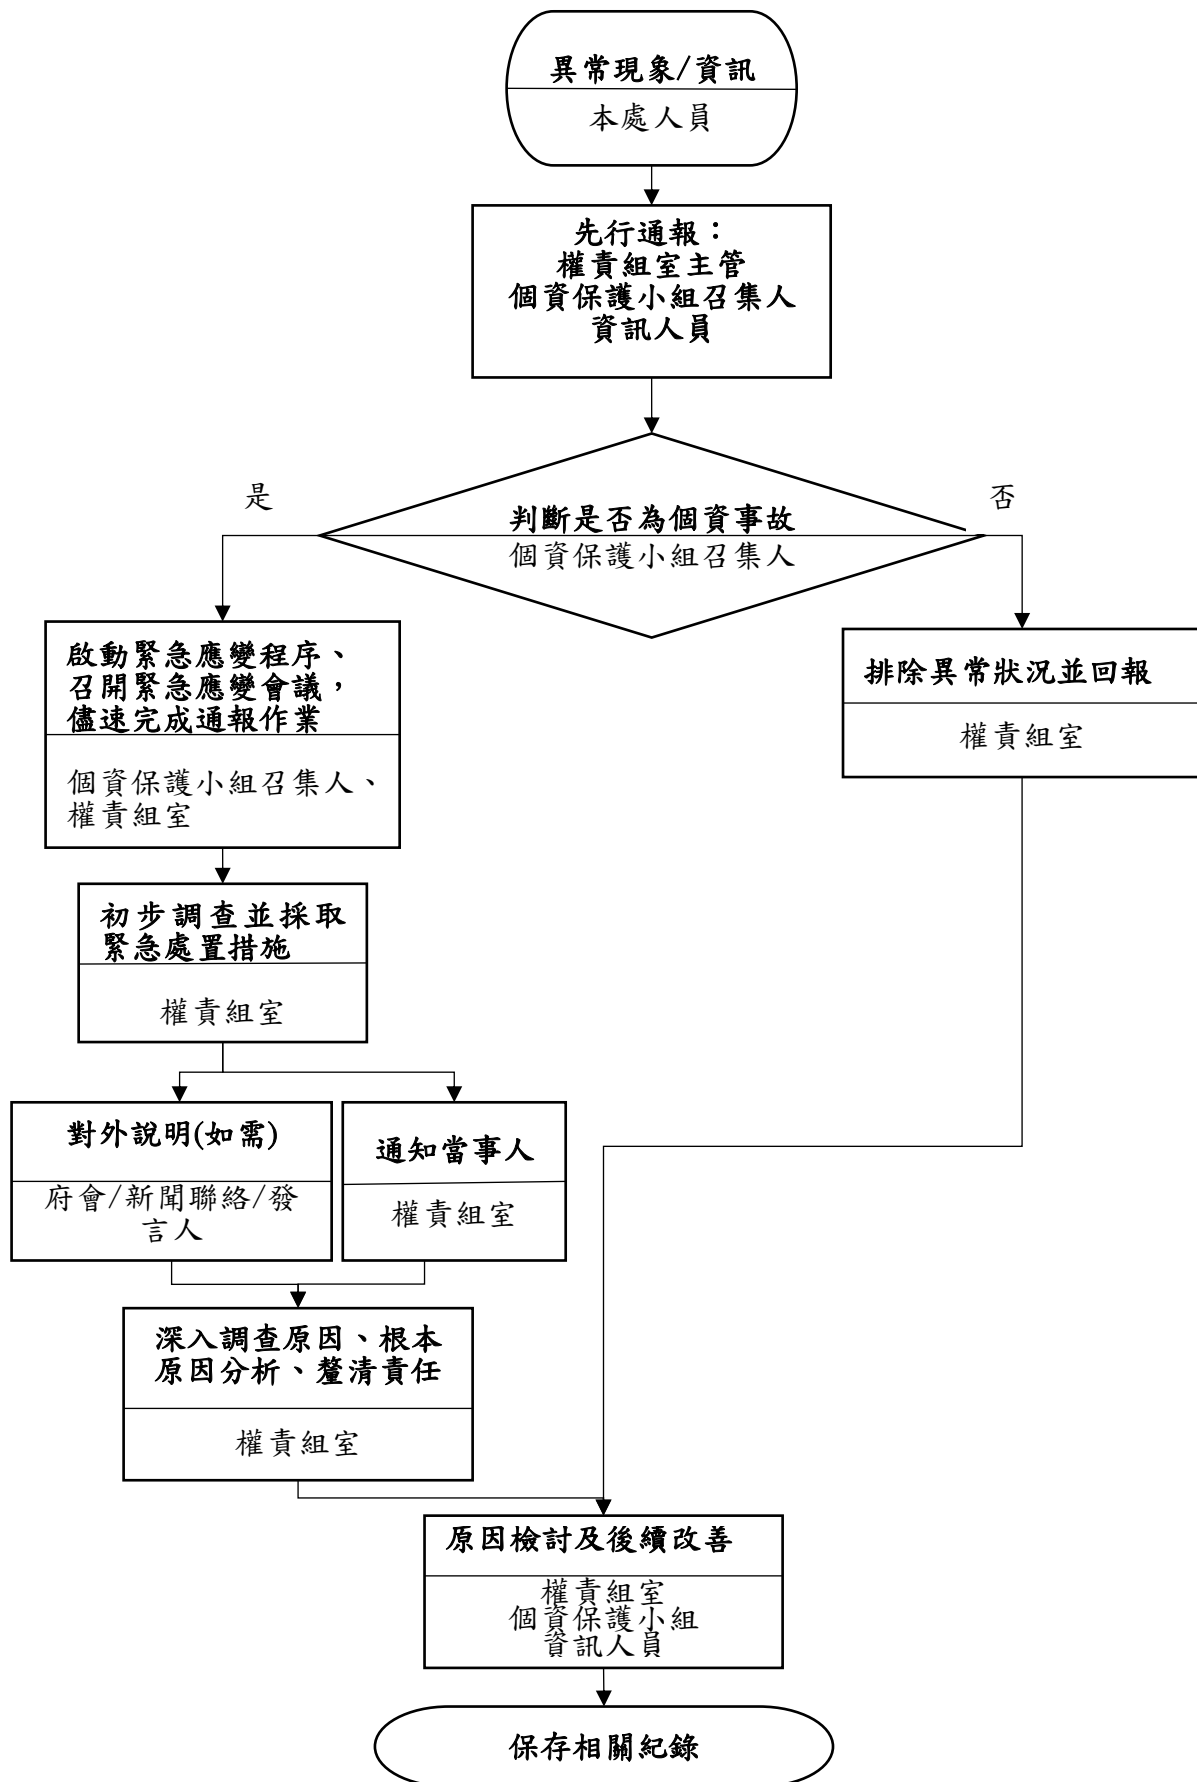 異常現象/資訊
本處人員
先行通報：
權責組室主管
個資保護小組召集人
資訊人員
是
否
判斷是否為個資事故
個資保護小組召集人
啟動緊急應變程序、
召開緊急應變會議，
儘速完成通報作業
個資保護小組召集人、
權責組室
排除異常狀況並回報
權責組室
初步調查並採取
緊急處置措施
權責組室
對外說明(如需)
府會/新聞聯絡/發
言人
通知當事人
權責組室
深入調查原因、根本
原因分析、釐清責任
權責組室
原因檢討及後續改善
權責組室
個資保護小組
資訊人員
保存相關紀錄